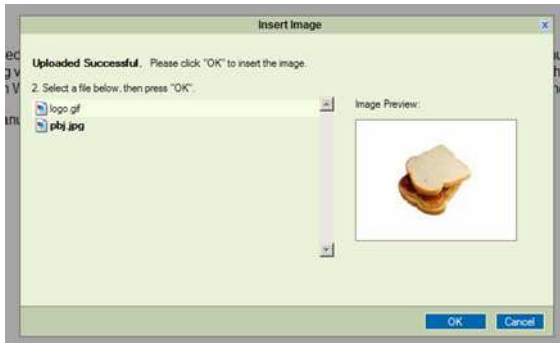 Insert Image
x
Uploaded Successful. Please click "OK" to insert the image.
2. Select a file below, then press "OK".
Image Preview:
logo.gif
pbj.jpg
OK Cancel